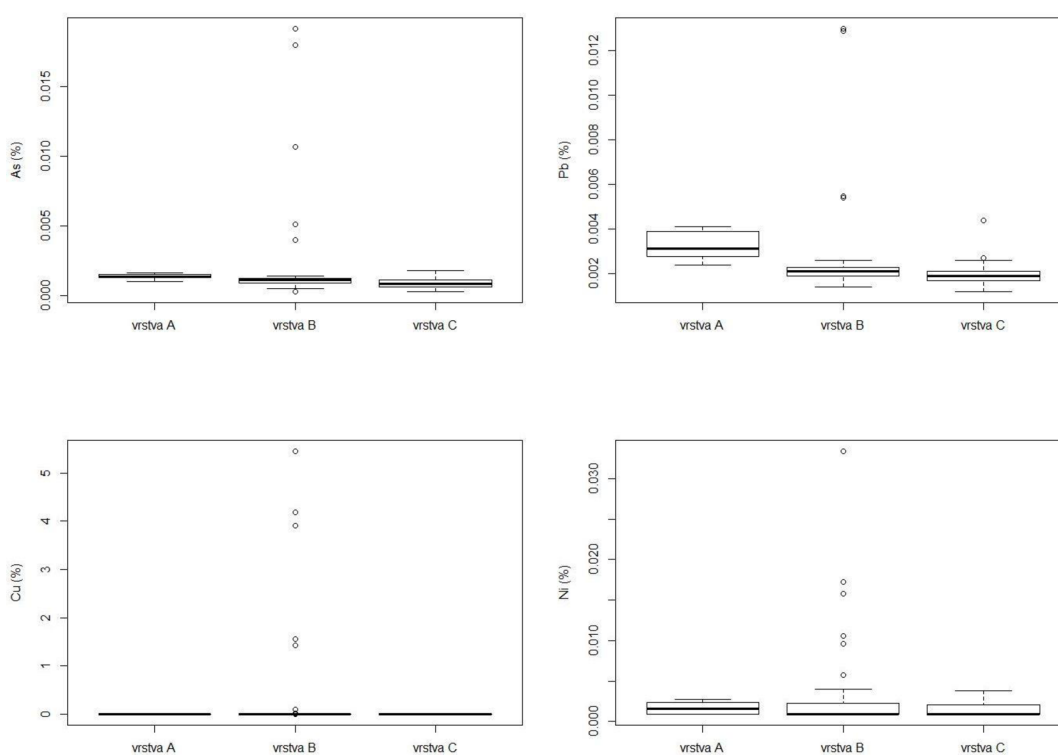 As (%)
0.015
0.010
0.005
0.000
vrstva A
vrstva B
vrstva C
Pb (%)
0.012
0.010
0.008
0.006
0.004
0.002
vrstva A
vrstva B
vrstva C
Cu (%)
5
4
3
2
1
0
vrstva A
vrstva B
vrstva C
Ni (%)
0.030
0.020
0.010
0.000
vrstva A
vrstva B
vrstva C